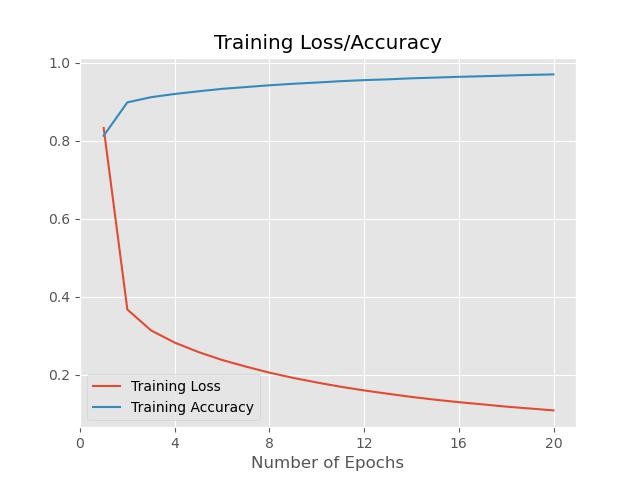 Training Loss/Accuracy
1.0
0.8
0.6
0.4
0.2
Training Loss
Training Accuracy
0 4 8 12 16 20
Number of Epochs